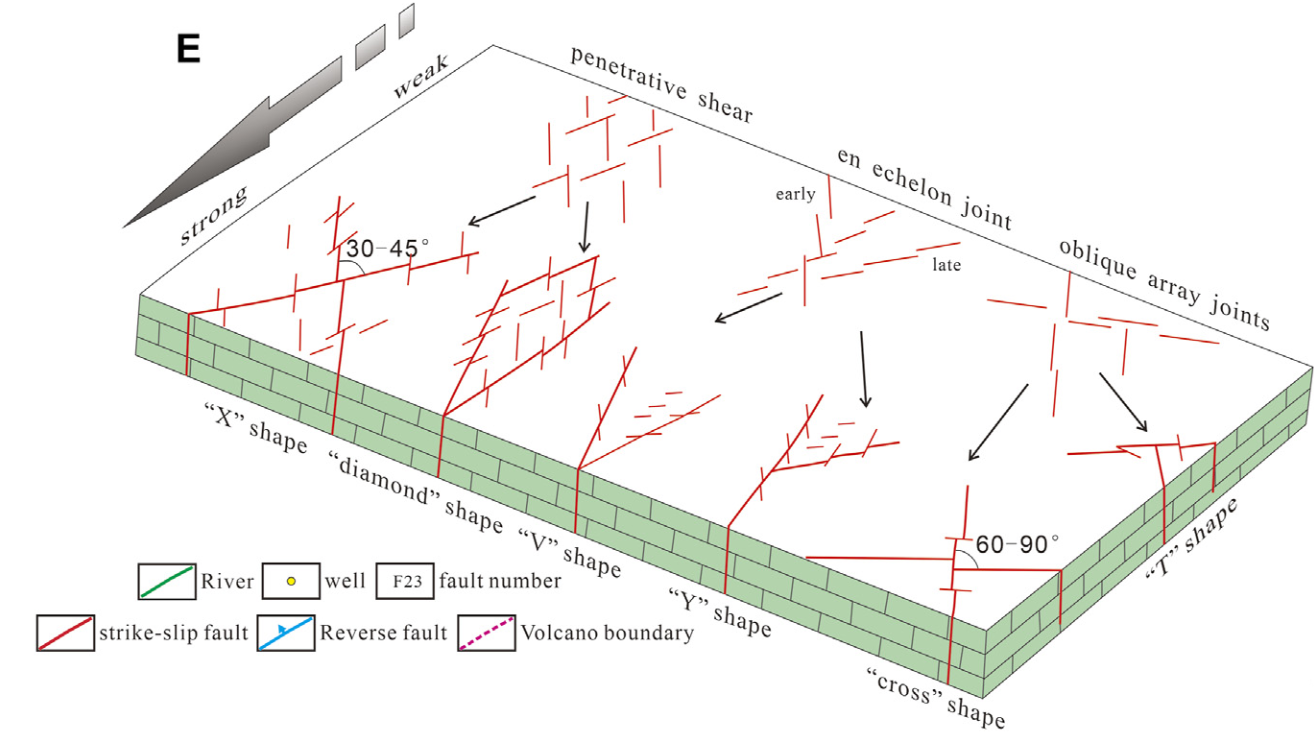 E
weak
strong
penetrative shear
en echelon joint
oblique array joints
early
late
30–45°
60–90°
“X” shape
“diamond” shape
“V” shape
“Y” shape
“cross” shape
“T” shape
River
well
F23
fault number
strike-slip fault
Reverse fault
Volcano boundary